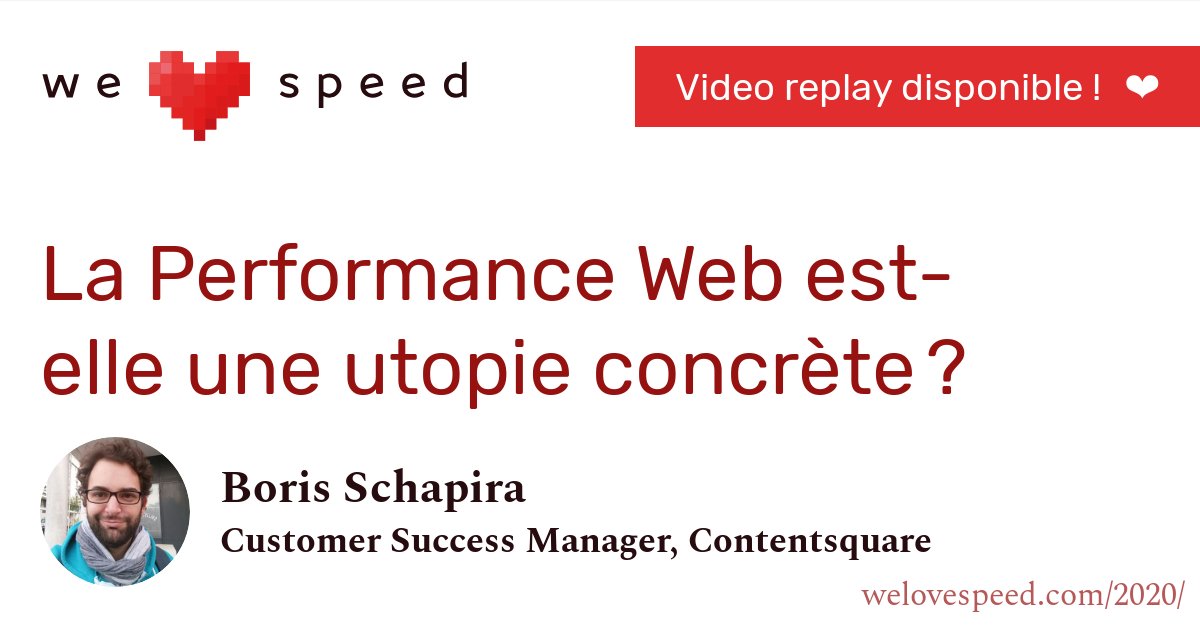 we speed
Video replay disponible ! ❤
La Performance Web est-
elle une utopie concrète ?
Boris Schapira
Customer Success Manager, Contentsquare
welovespeed.com/2020/